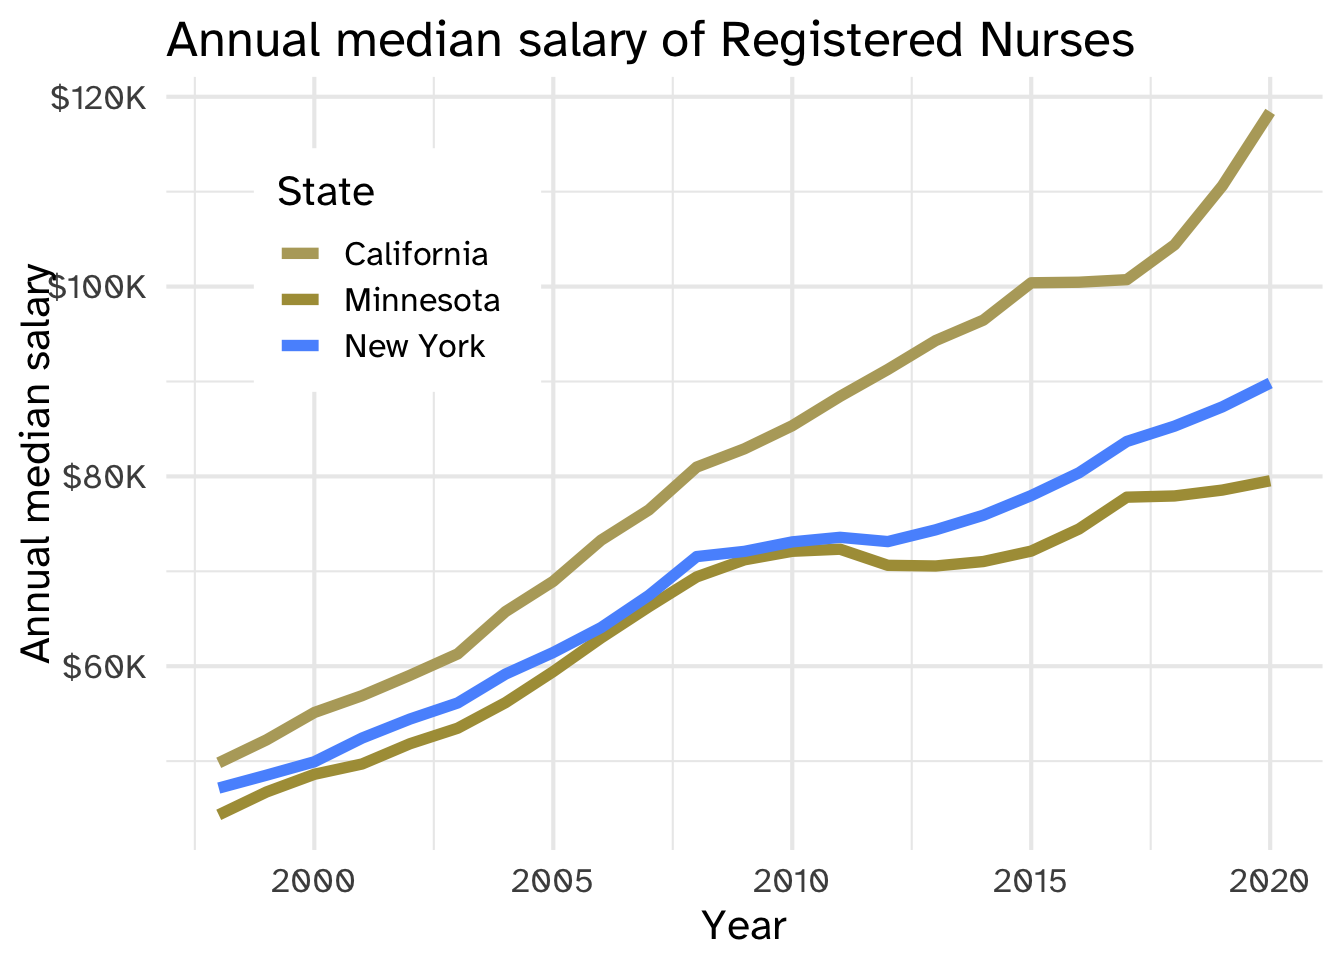 Annual median salary of Registered Nurses
$120K
$100K
$80K
$60K
Annual median salary
State
California
Minnesota
New York
2000
2005
2010
2015
2020
Year